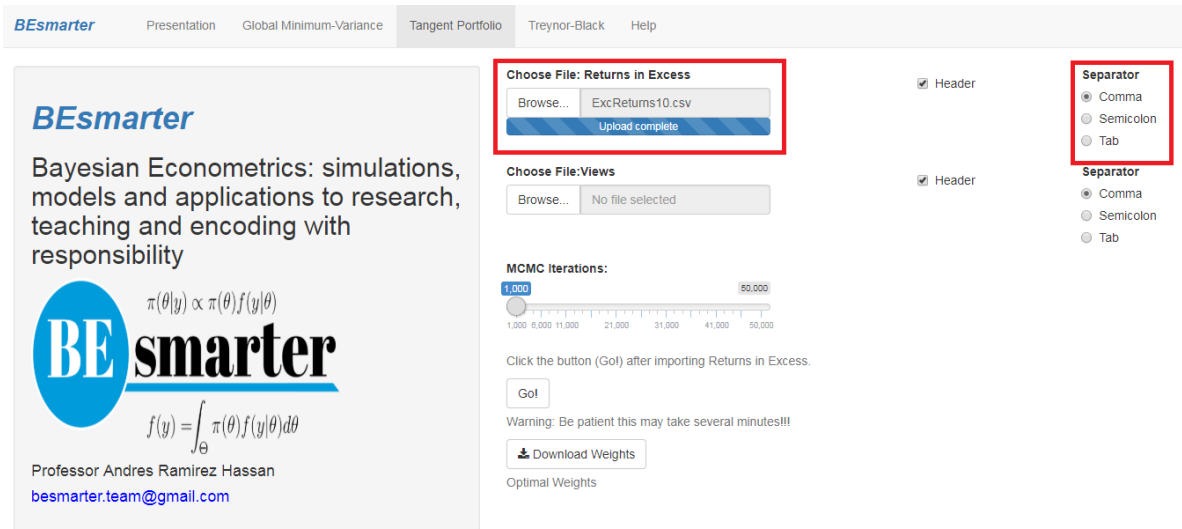 BEsmarter Presentation Global Minimum-Variance Tangent Portfolio Treynor-Black Help
BEsmarter
Bayesian Econometrics: simulations,
models and applications to research,
teaching and encoding with
responsibility
π(θ|y) ∝ π(θ)f(y|θ)
BE smarter
f(y) = ∫_Θ π(θ)f(y|θ)dθ
Professor Andres Ramirez Hassan
besmarter.team@gmail.com
Choose File: Returns in Excess
Browse... ExcReturns10.csv
Upload complete
Header
Separator
Comma
Semicolon
Tab
Choose File:Views
Browse... No file selected
Header
Separator
Comma
Semicolon
Tab
MCMC Iterations:
1,000 50,000
1,000 6,000 11,000 21,000 31,000 41,000 50,000
Click the button (Go!) after importing Returns in Excess.
Go!
Warning: Be patient this may take several minutes!!!
Download Weights
Optimal Weights